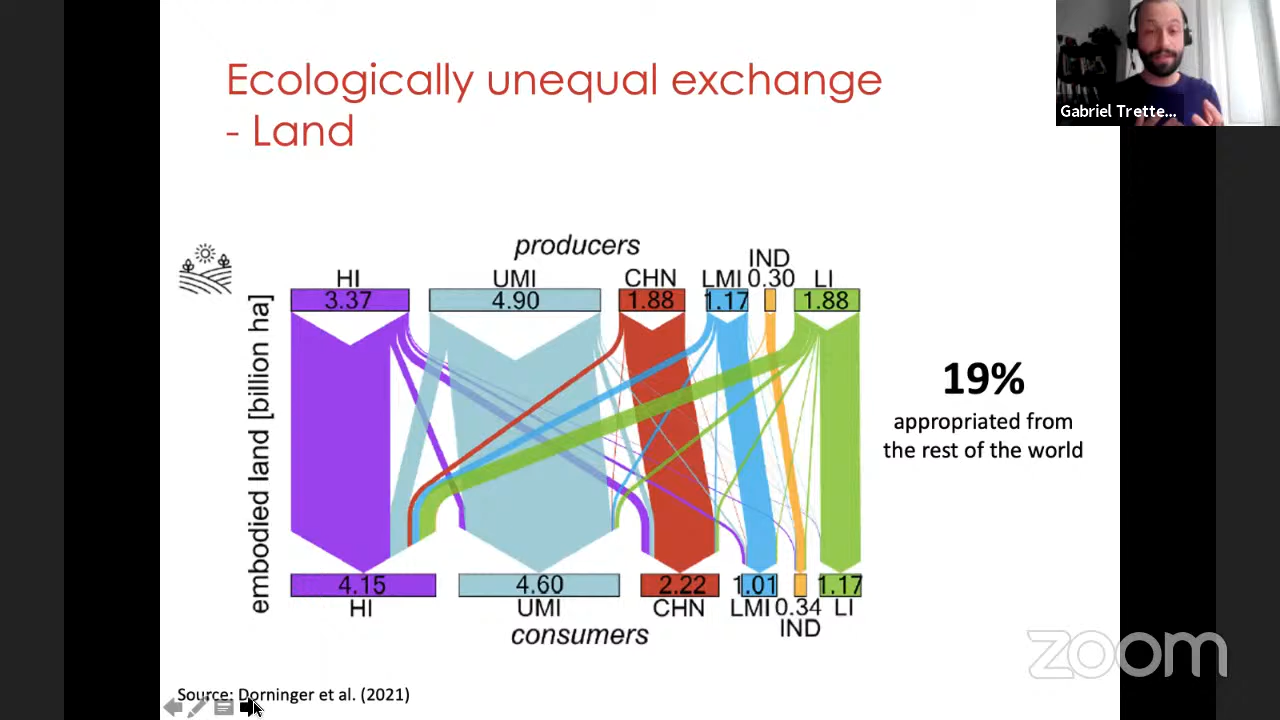 Ecologically unequal exchange
- Land
Gabriel Trette...
producers
HI UMI CHN LMI IND LI
3.37 4.90 1.88 1.17 0.30 1.88
embodied land [billion ha]
19%
appropriated from
the rest of the world
4.15 4.60 2.22 1.01 0.34 1.17
HI UMI CHN LMI IND LI
consumers
zoom
Source: Dorninger et al. (2021)